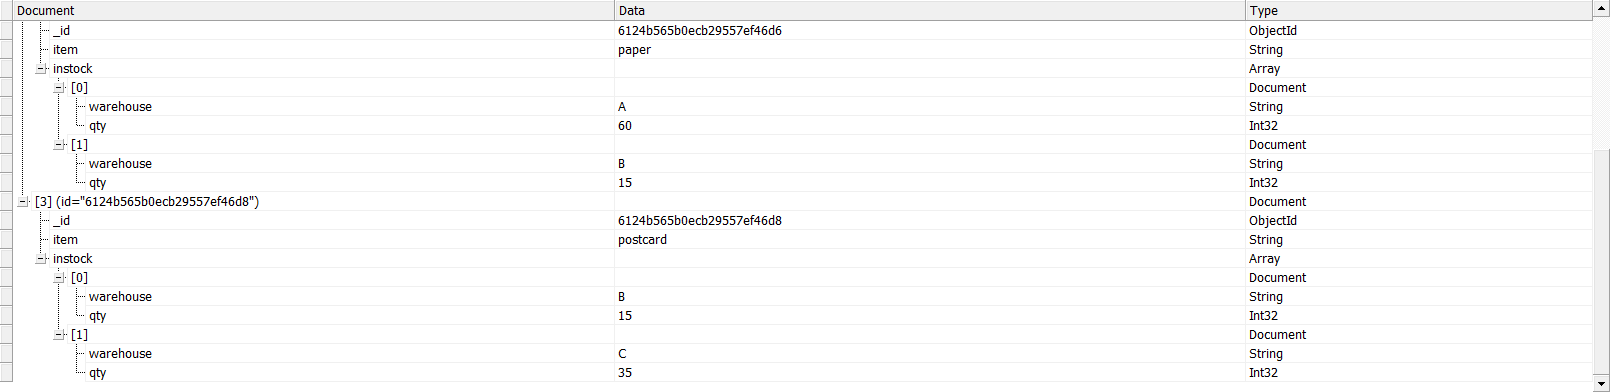 Document Data Type
_id 6124b565b0ecb29557ef46d6 ObjectId
item paper String
instock Array
[0] Document
warehouse A String
qty 60 Int32
[1] Document
warehouse B String
qty 15 Int32
[3] (id="6124b565b0ecb29557ef46d8") Document
_id 6124b565b0ecb29557ef46d8 ObjectId
item postcard String
instock Array
[0] Document
warehouse B String
qty 15 Int32
[1] Document
warehouse C String
qty 35 Int32